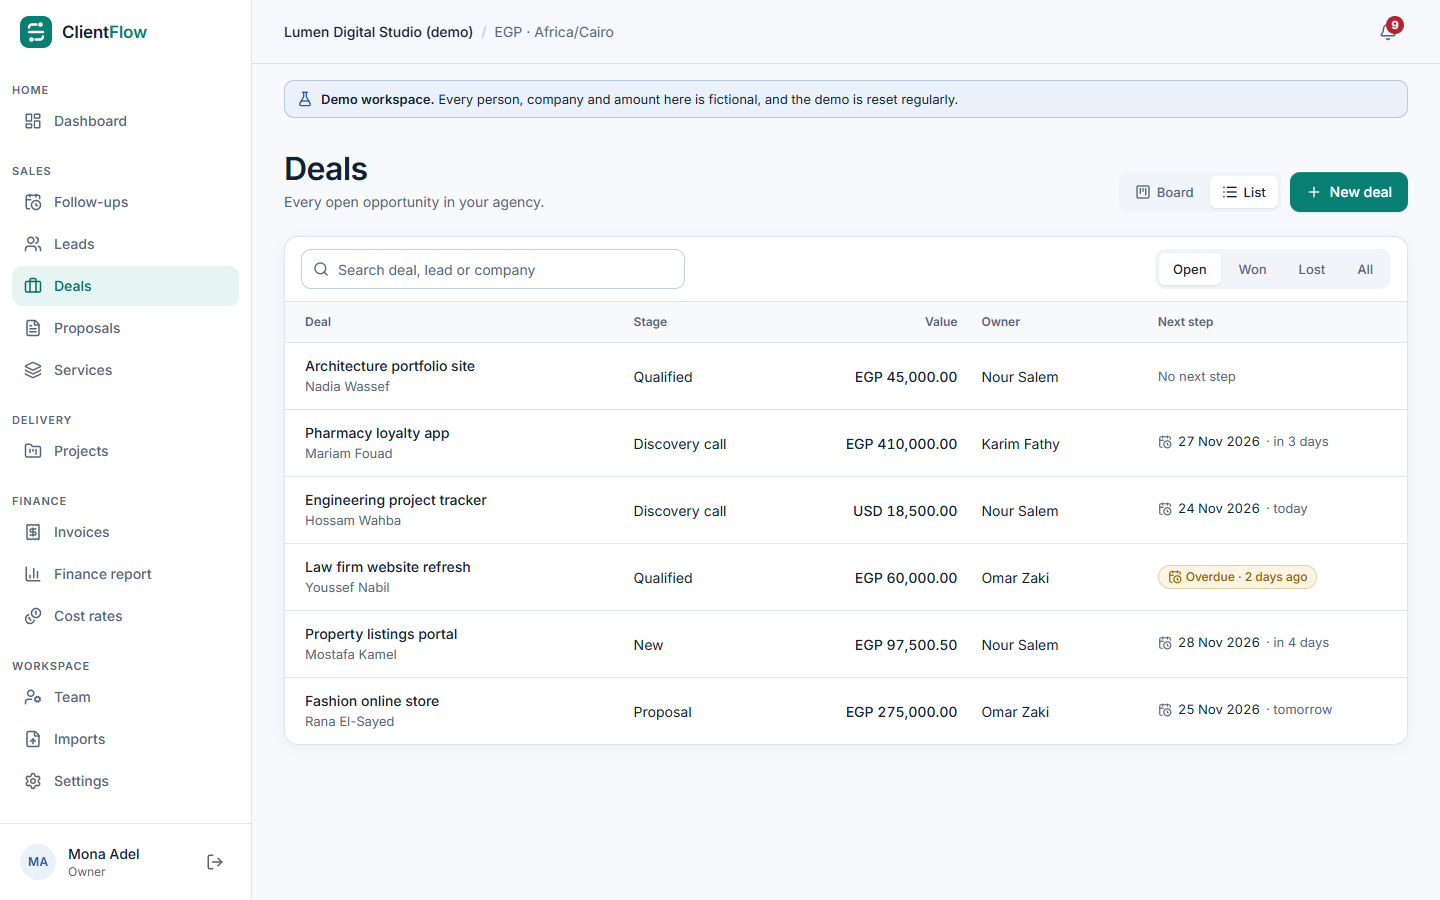 ClientFlow
HOME
Dashboard
SALES
Follow-ups
Leads
Deals
Proposals
Services
DELIVERY
Projects
FINANCE
Invoices
Finance report
Cost rates
WORKSPACE
Team
Imports
Settings
MA
Mona Adel
Owner
Lumen Digital Studio (demo) / EGP · Africa/Cairo
9
Demo workspace. Every person, company and amount here is fictional, and the demo is reset regularly.
Deals
Every open opportunity in your agency.
Board List
New deal
Search deal, lead or company
Open Won Lost All
Deal Stage Value Owner Next step
Architecture portfolio site
Nadia Wassef
Qualified EGP 45,000.00 Nour Salem No next step
Pharmacy loyalty app
Mariam Fouad
Discovery call EGP 410,000.00 Karim Fathy 27 Nov 2026 · in 3 days
Engineering project tracker
Hossam Wahba
Discovery call USD 18,500.00 Nour Salem 24 Nov 2026 · today
Law firm website refresh
Youssef Nabil
Qualified EGP 60,000.00 Omar Zaki Overdue · 2 days ago
Property listings portal
Mostafa Kamel
New EGP 97,500.50 Nour Salem 28 Nov 2026 · in 4 days
Fashion online store
Rana El-Sayed
Proposal EGP 275,000.00 Omar Zaki 25 Nov 2026 · tomorrow